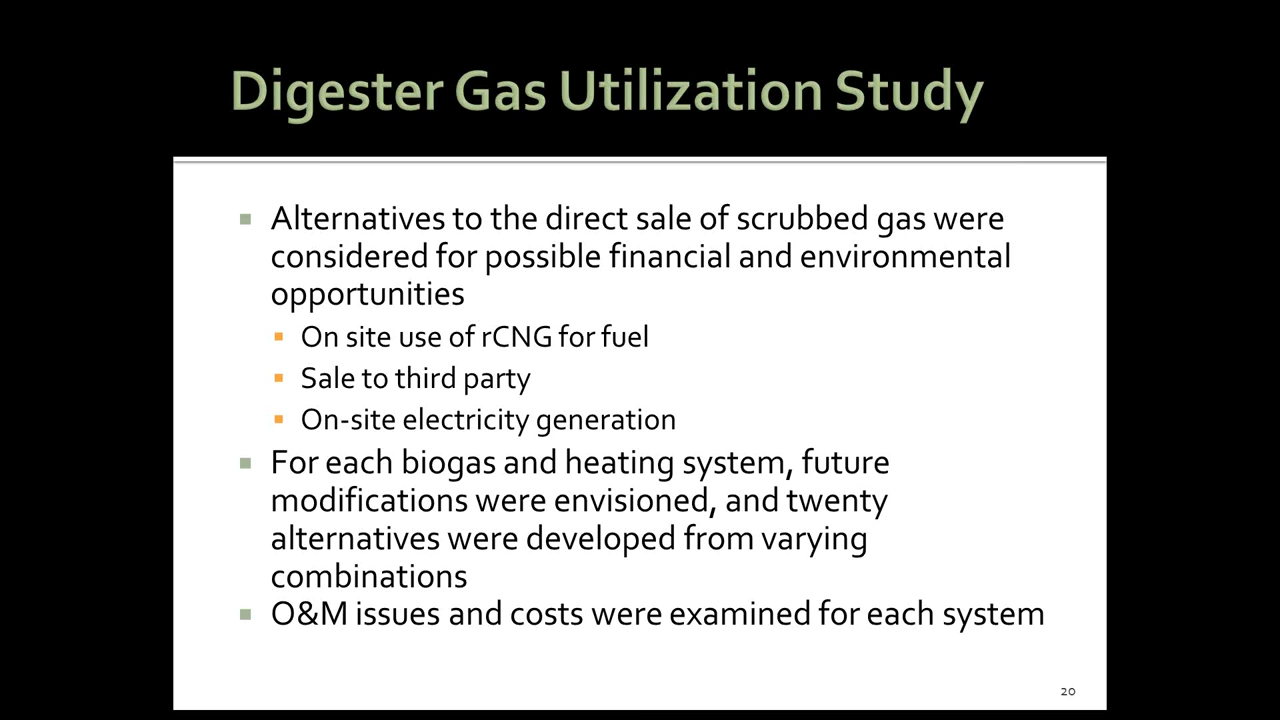 Digester Gas Utilization Study
Alternatives to the direct sale of scrubbed gas were
considered for possible financial and environmental
opportunities
On site use of rCNG for fuel
Sale to third party
On-site electricity generation
For each biogas and heating system, future
modifications were envisioned, and twenty
alternatives were developed from varying
combinations
O&M issues and costs were examined for each system
20